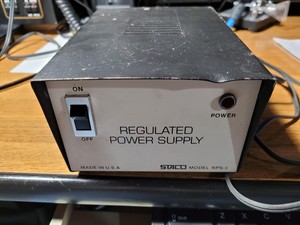 ON
OFF
POWER
REGULATED
POWER SUPPLY
MADE IN U.S.A
STACO MODEL RPS-2